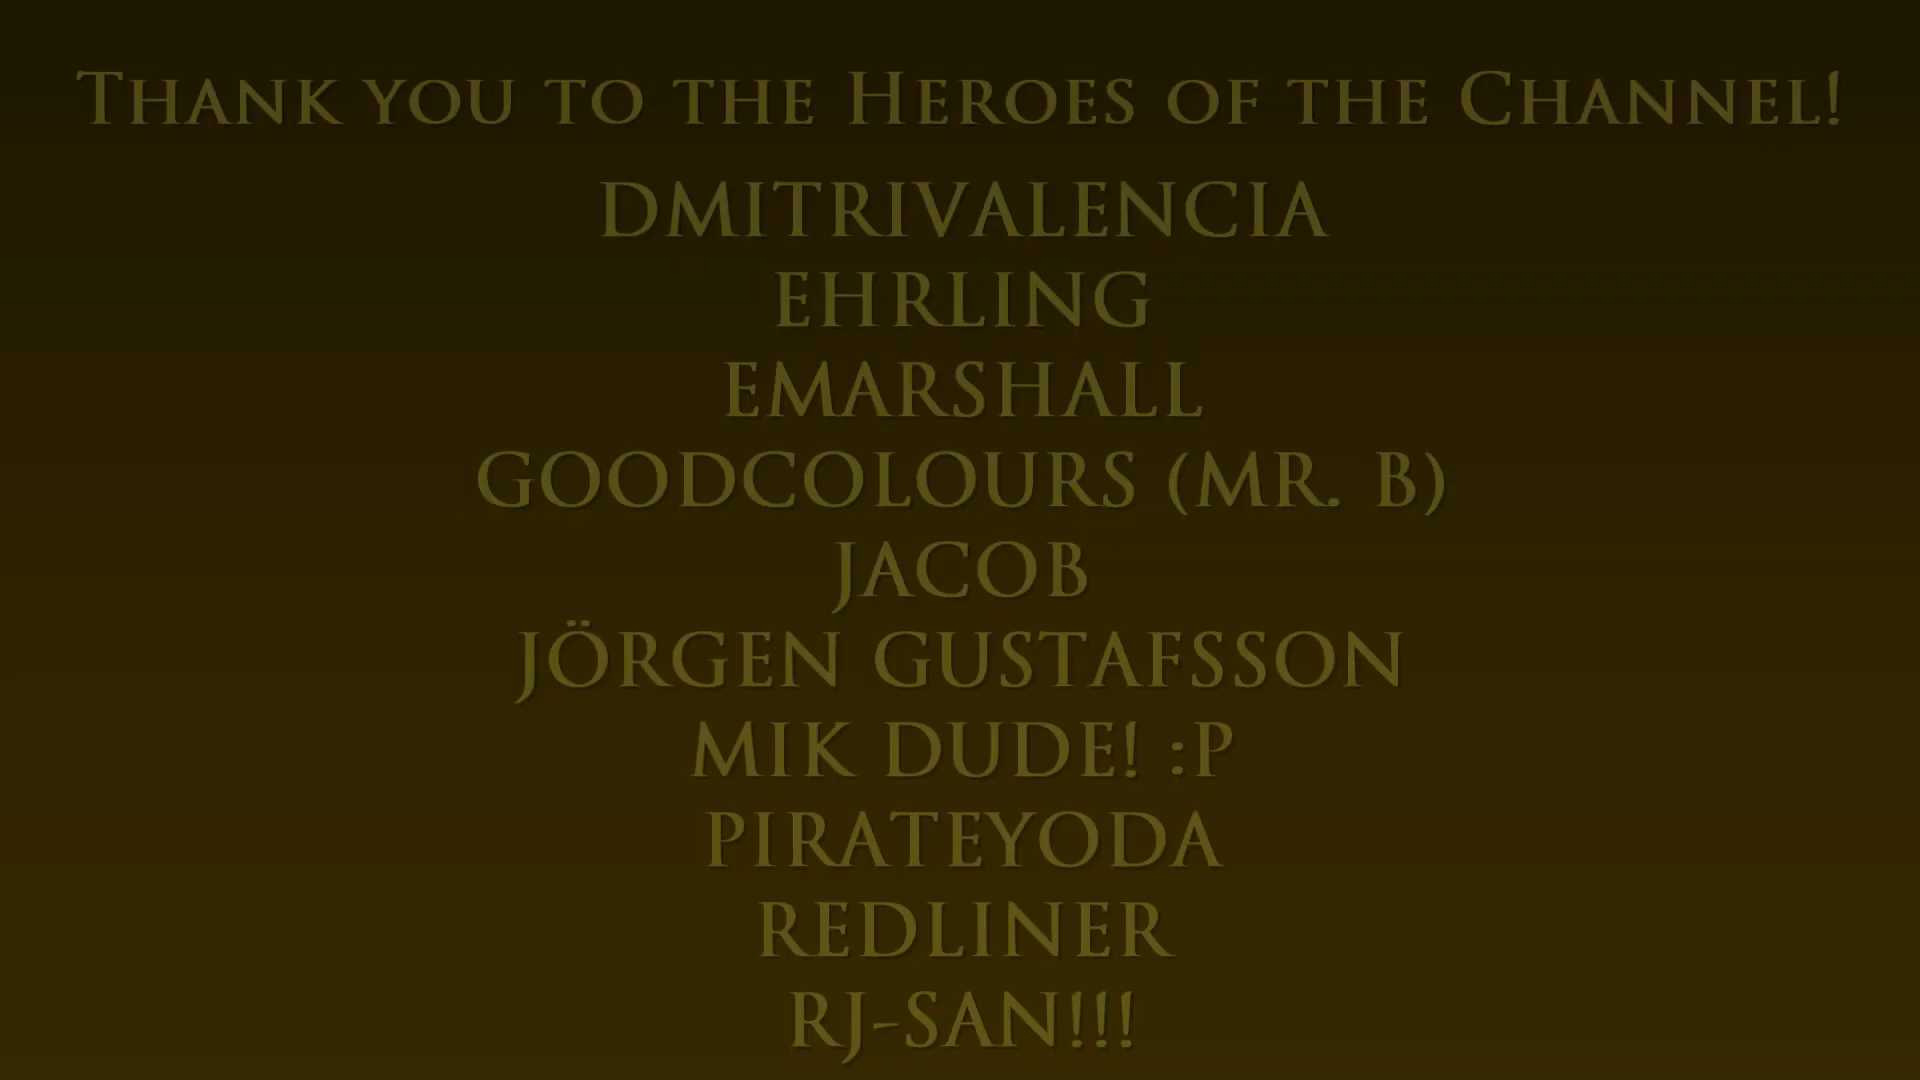 Thank you to the Heroes of the Channel!
DMITRIVALENCIA
EHRLING
EMARSHALL
GOODCOLOURS (MR. B)
JACOB
JÖRGEN GUSTAFSSON
MIK DUDE! :P
PIRATEYODA
REDLINER
RJ-SAN!!!